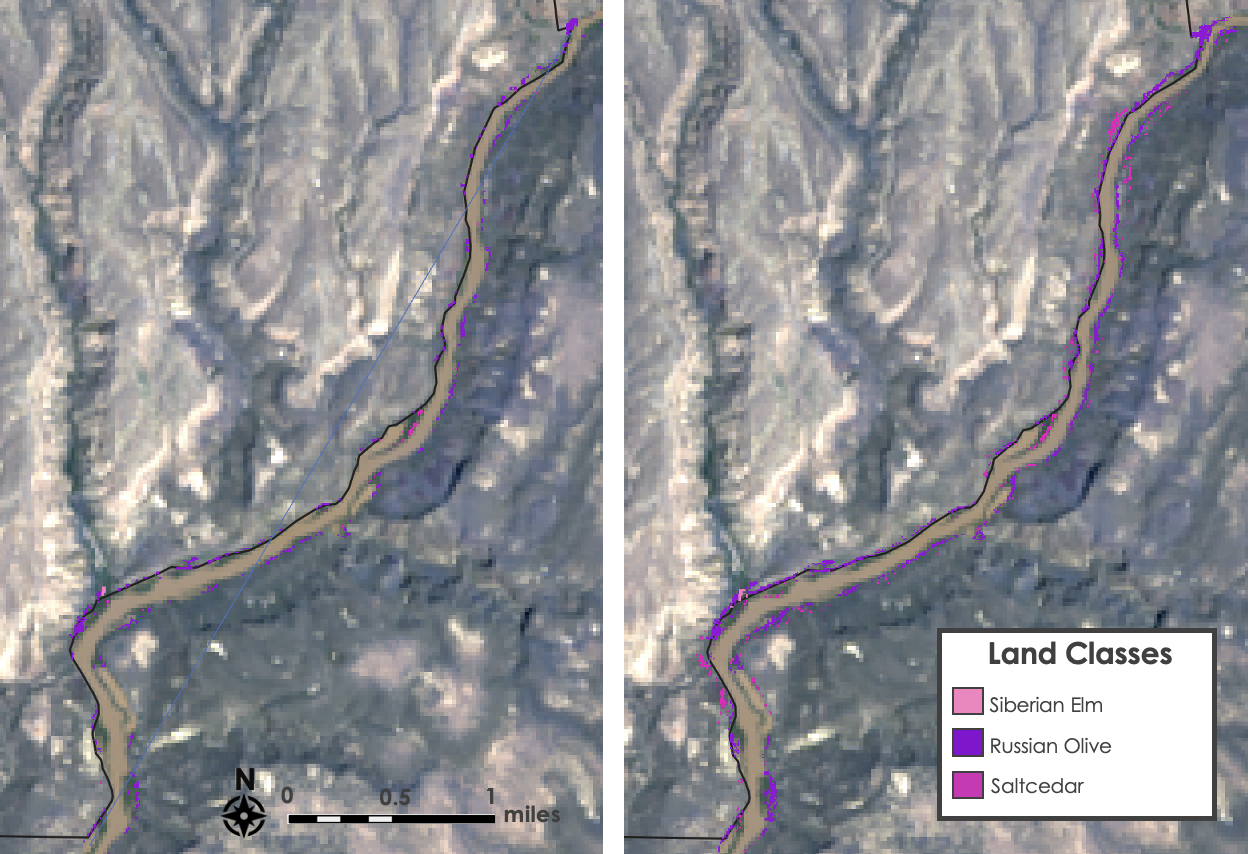 N
0 0.5 1
miles
Land Classes
Siberian Elm
Russian Olive
Saltcedar